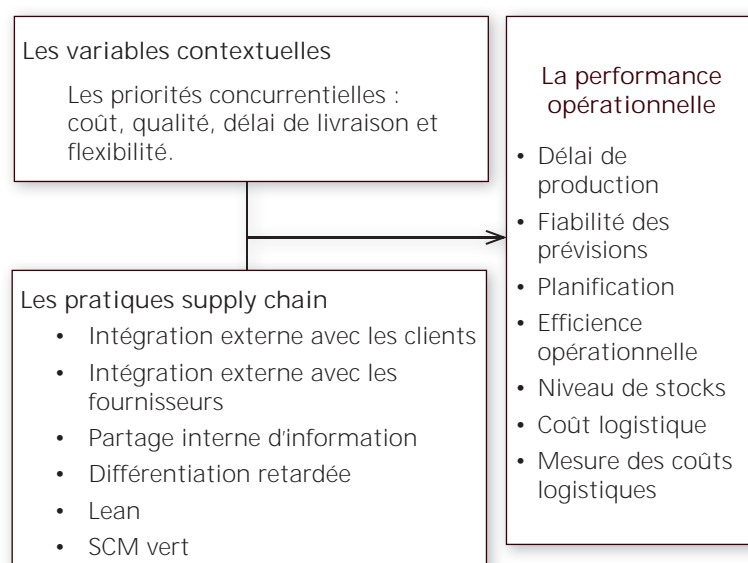 Les variables contextuelles
Les priorités concurrentielles :
coût, qualité, délai de livraison et
flexibilité.
Les pratiques supply chain
• Intégration externe avec les clients
• Intégration externe avec les
fournisseurs
• Partage interne d'information
• Différentiation retardée
• Lean
• SCM vert
La performance
opérationnelle
• Délai de
production
• Fiabilité des
prévisions
• Planification
• Efficience
opérationnelle
• Niveau de stocks
• Coût logistique
• Mesure des coûts
logistiques